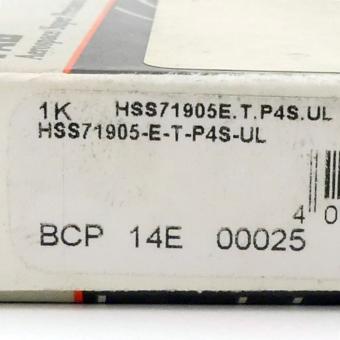 1K HSS71905E.T.P4S.UL
HSS71905-E-T-P4S-UL
4 0
BCP 14E 00025